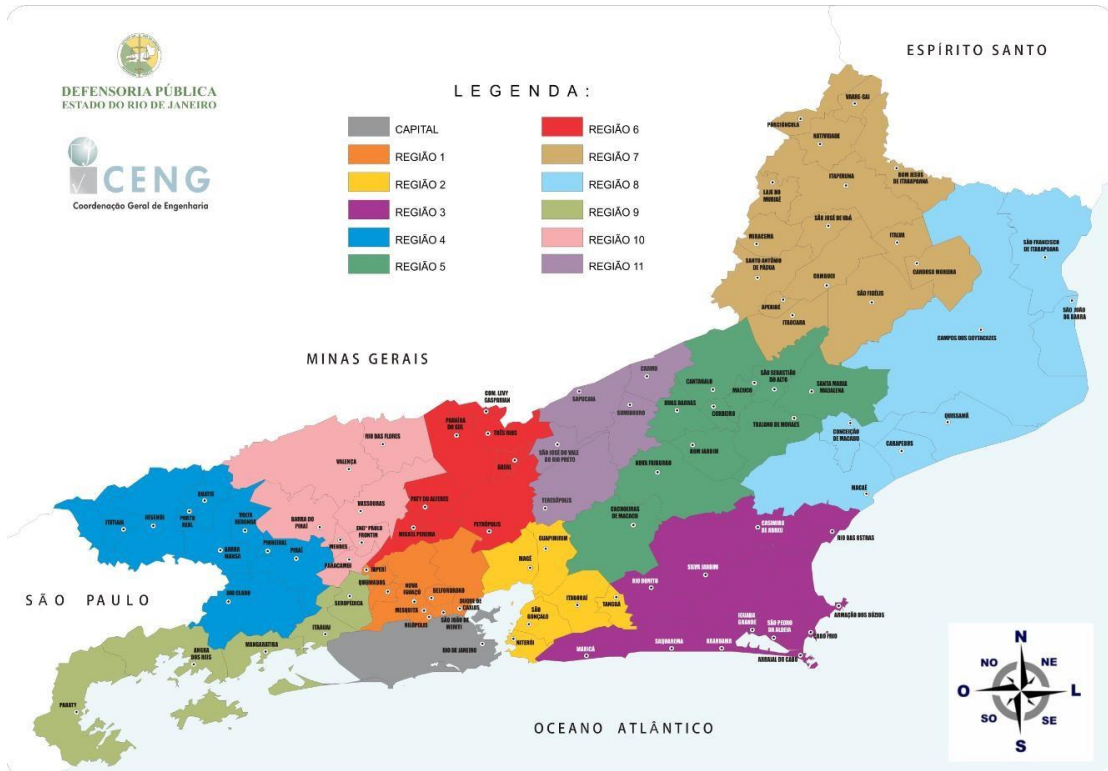 ESPÍRITO SANTO
DEFENSORIA PÚBLICA
ESTADO DO RIO DE JANEIRO
CENG
Coordenação Geral de Engenharia
LEGENDA:
CAPITAL
REGIÃO 1
REGIÃO 2
REGIÃO 3
REGIÃO 4
REGIÃO 5
REGIÃO 6
REGIÃO 7
REGIÃO 8
REGIÃO 9
REGIÃO 10
REGIÃO 11
VARRE-SAI
PORCIÚNCULA
NATIVIDADE
ITAPERUNA
BOM JESUS
DE ITABAPOANA
LAJE DO
MURIAÉ
SÃO JOSÉ DE UBÁ
MIRACEMA
ITALVA
SANTO ANTÔNIO
DE PÁDUA
CARDOSO MOREIRA
CAMBUCI
SÃO FIDÉLIS
APERIBÉ
ITAOCARA
SÃO FRANCISCO
DE ITABAPOANA
SÃO JOÃO
DA BARRA
CAMPOS DOS GOYTACAZES
QUISSAMÃ
CONCEIÇÃO
DE MACABU
CARAPEBUS
MACAÉ
MINAS GERAIS
CANTAGALO
MACUCO
SÃO SEBASTIÃO
DO ALTO
SANTA MARIA
MADALENA
DUAS BARRAS
CORDEIRO
TRAJANO DE MORAES
BOM JARDIM
NOVA FRIBURGO
CACHOEIRAS
DE MACACU
CARMO
SAPUCAIA
SUMIDOURO
SÃO JOSÉ DO VALE
DO RIO PRETO
TERESÓPOLIS
COM. LEVY
GASPARIAN
PARAÍBA
DO SUL
TRÊS RIOS
AREAL
PATY DO ALFERES
MIGUEL PEREIRA
PETRÓPOLIS
RIO DAS FLORES
VALENÇA
VASSOURAS
BARRA DO
PIRAÍ
ENGº PAULO
FRONTIN
MENDES
PARACAMBI
ITATIAIA
RESENDE
PORTO
REAL
QUATIS
VOLTA
REDONDA
BARRA
MANSA
PINHEIRAL
PIRAÍ
RIO CLARO
SÃO PAULO
JAPERI
QUEIMADOS
NOVA
IGUAÇU
BELFORD ROXO
DUQUE DE
CAXIAS
MESQUITA
NILÓPOLIS
SÃO JOÃO DE
MERITI
RIO DE JANEIRO
SEROPÉDICA
ITAGUAÍ
MANGARATIBA
ANGRA
DOS REIS
PARATY
GUAPIMIRIM
MAGÉ
ITABORAÍ
TANGUÁ
SÃO
GONÇALO
NITERÓI
CASIMIRO
DE ABREU
RIO DAS OSTRAS
SILVA JARDIM
RIO BONITO
ARMAÇÃO DOS BÚZIOS
IGUABA
GRANDE
SÃO PEDRO
DA ALDEIA
CABO FRIO
MARICÁ
SAQUAREMA
ARARUAMA
ARRAIAL DO CABO
OCEANO ATLÂNTICO
N
NO
NE
O
L
SO
SE
S